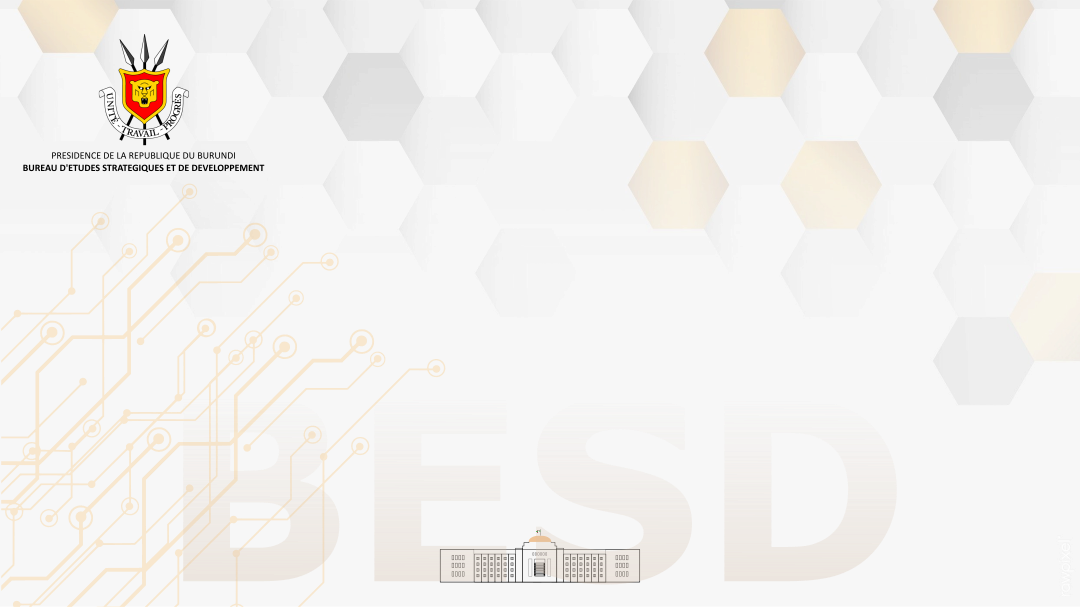 UNITÉ - TRAVAIL - PROGRÈS
PRESIDENCE DE LA REPUBLIQUE DU BURUNDI
BUREAU D'ETUDES STRATEGIQUES ET DE DEVELOPPEMENT
BESD